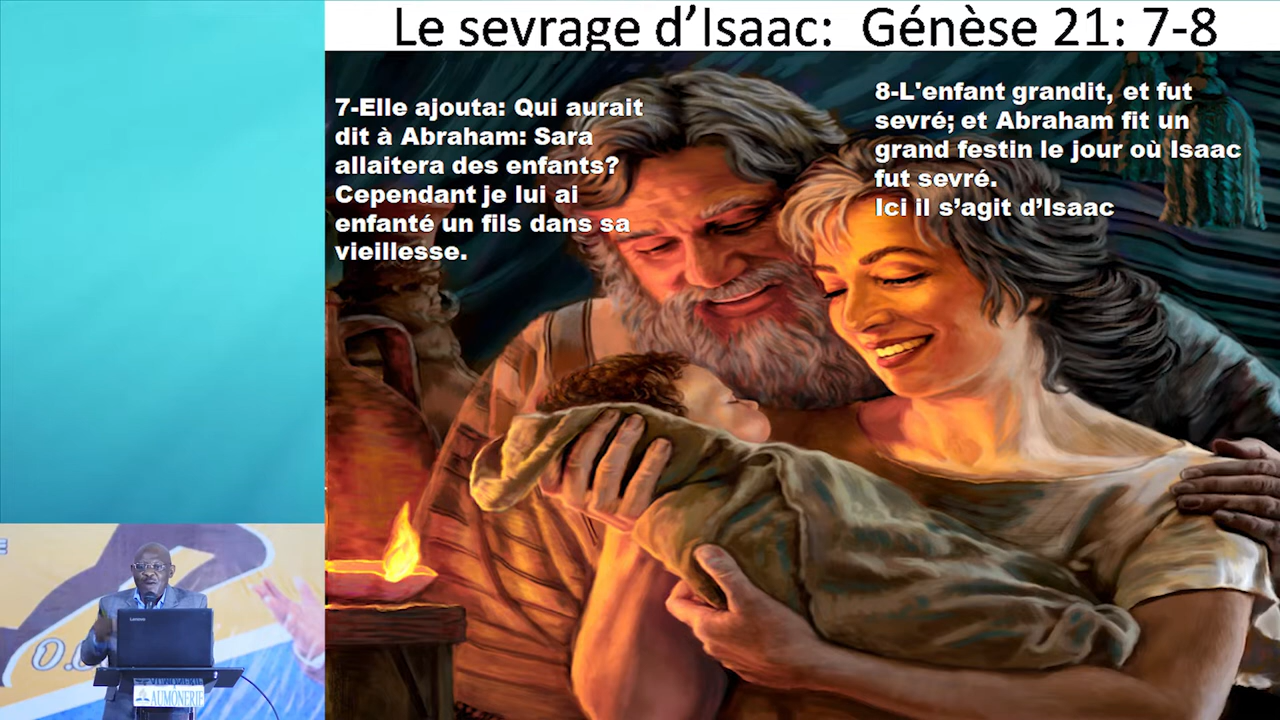 Le sevrage d’Isaac: Génèse 21: 7-8
7-Elle ajouta: Qui aurait
dit à Abraham: Sara
allaitera des enfants?
Cependant je lui ai
enfanté un fils dans sa
vieillesse.
8-L'enfant grandit, et fut
sevré; et Abraham fit un
grand festin le jour où Isaac
fut sevré.
Ici il s’agit d’Isaac
Lenovo
AUMÔNERIE